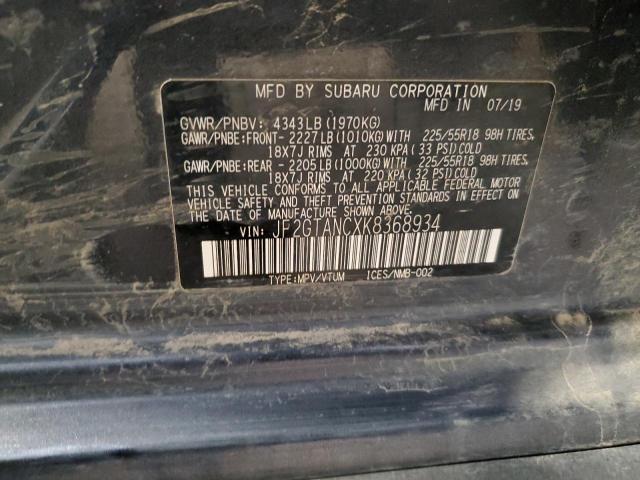 MFD BY SUBARU CORPORATION
MFD IN 07/19
GVWR/PNBV: 4343LB(1970KG)
GAWR/PNBE:FRONT- 2227LB(1010KG)WITH 225/55R18 98H TIRES,
18X7J RIMS AT 230 KPA (33 PSI)COLD
GAWR/PNBE:REAR - 2205LB(1000KG)WITH 225/55R18 98H TIRES,
18X7J RIMS AT 220 KPA (32 PSI)COLD
THIS VEHICLE CONFORMS TO ALL APPLICABLE FEDERAL MOTOR
VEHICLE SAFETY AND THEFT PREVENTION STANDARDS IN EFFECT
ON THE DATE OF MANUFACTURE SHOWN ABOVE.
VIN: JF2GTANCXK8368934
TYPE:MPV/VTUM ICES/NMB-002